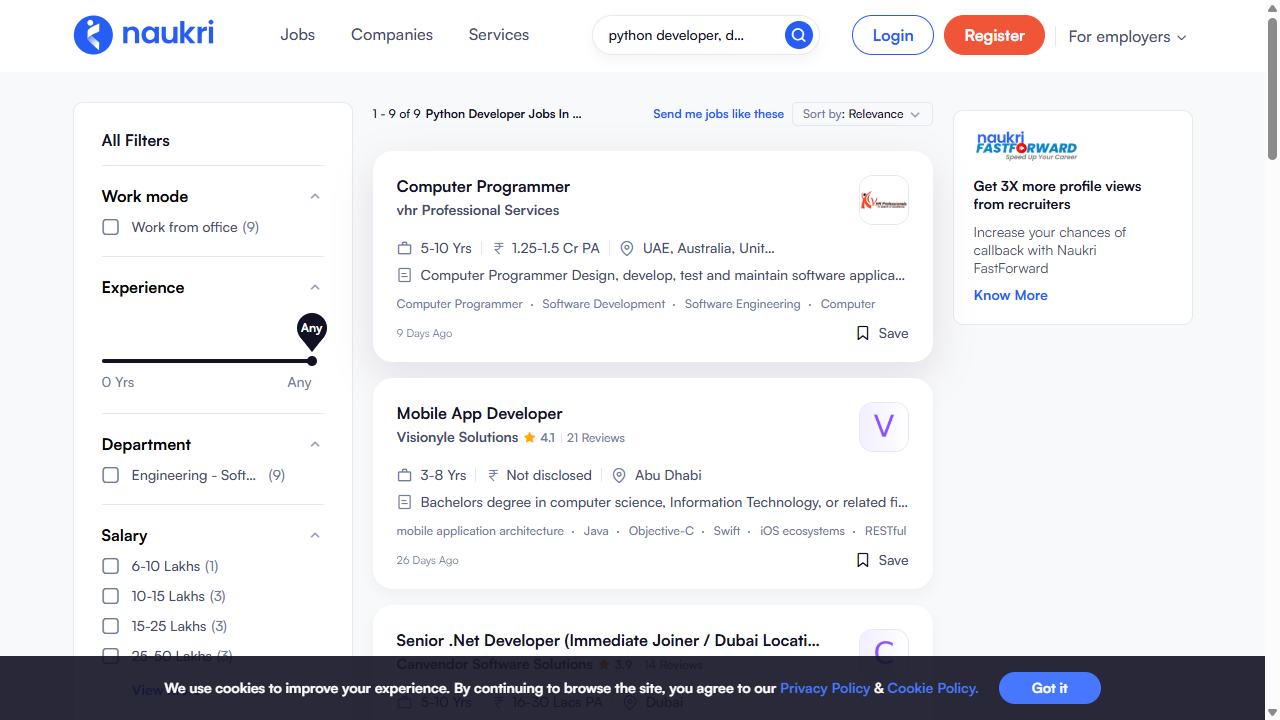 naukri
Jobs
Companies
Services
python developer, d...
Login
Register
For employers
All Filters
Work mode
Work from office (9)
Experience
Any
0 Yrs
Any
Department
Engineering - Soft... (9)
Salary
6-10 Lakhs (1)
10-15 Lakhs (3)
15-25 Lakhs (3)
25-50 Lakhs (3)
View
1 - 9 of 9 Python Developer Jobs In ...
Send me jobs like these
Sort by: Relevance
Computer Programmer
vhr Professional Services
5-10 Yrs
1.25-1.5 Cr PA
UAE, Australia, Unit...
Computer Programmer Design, develop, test and maintain software applica...
Computer Programmer · Software Development · Software Engineering · Computer
9 Days Ago
Save
Mobile App Developer
Visionyle Solutions 4.1 21 Reviews
V
3-8 Yrs
₹ Not disclosed
Abu Dhabi
Bachelors degree in computer science, Information Technology, or related fi...
mobile application architecture · Java · Objective-C · Swift · iOS ecosystems · RESTful
26 Days Ago
Save
Senior .Net Developer (Immediate Joiner / Dubai Locati...
Canvendor Software Solutions 3.9 14 Reviews
C
5-10 Yrs
16-30 Lacs PA
Dubai
naukri
FASTFORWARD
Speed Up Your Career
Get 3X more profile views
from recruiters
Increase your chances of
callback with Naukri
FastForward
Know More
We use cookies to improve your experience. By continuing to browse the site, you agree to our Privacy Policy & Cookie Policy.
Got it